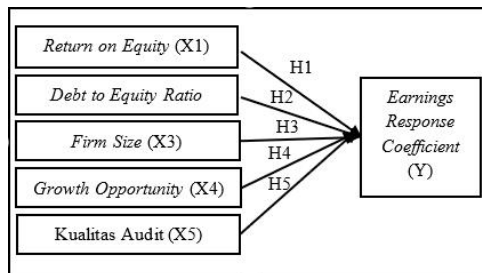 Return on Equity (X1)
H1
Debt to Equity Ratio
H2
Earnings
Response
Coefficient
(Y)
Firm Size (X3)
H3
H4
Growth Opportunity (X4)
H5
Kualitas Audit (X5)